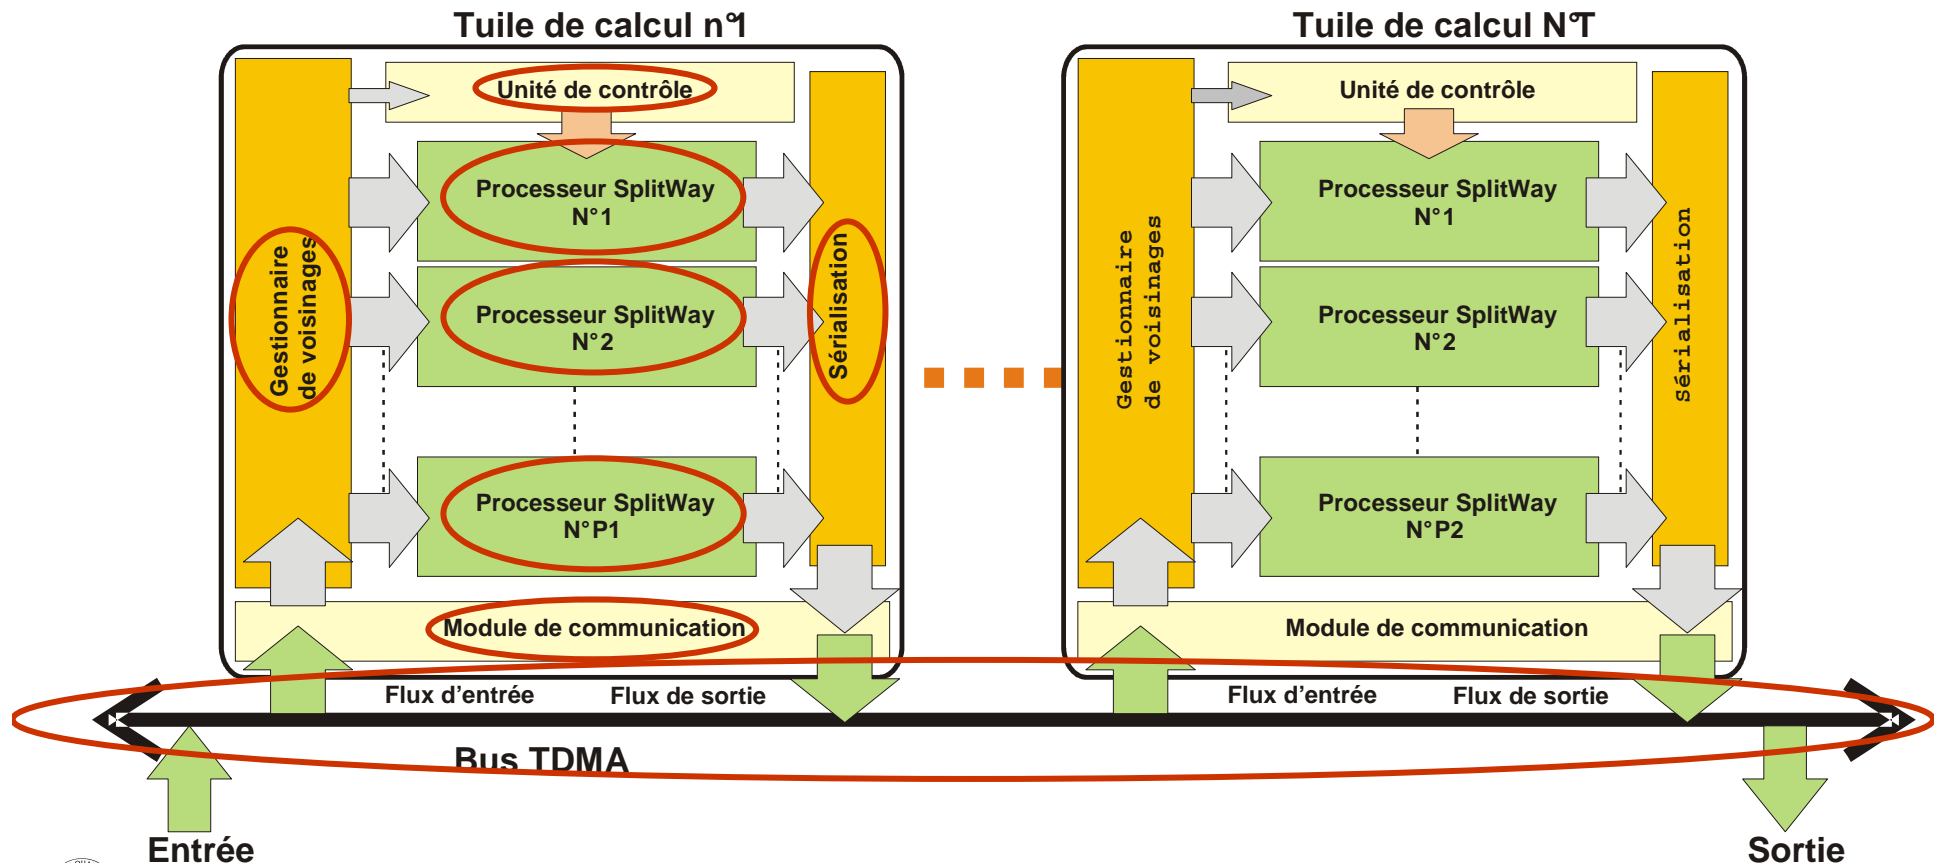 Tuile de calcul n°1
Unité de contrôle
Processeur SplitWay
N°1
Processeur SplitWay
N°2
Processeur SplitWay
N°P1
Gestionnaire
de voisinages
Sérialisation
Module de communication
Flux d'entrée
Flux de sortie
Tuile de calcul N°T
Unité de contrôle
Processeur SplitWay
N°1
Processeur SplitWay
N°2
Processeur SplitWay
N°P2
Gestionnaire
de voisinages
sérialisation
Module de communication
Flux d'entrée
Flux de sortie
Bus TDMA
Entrée
Sortie